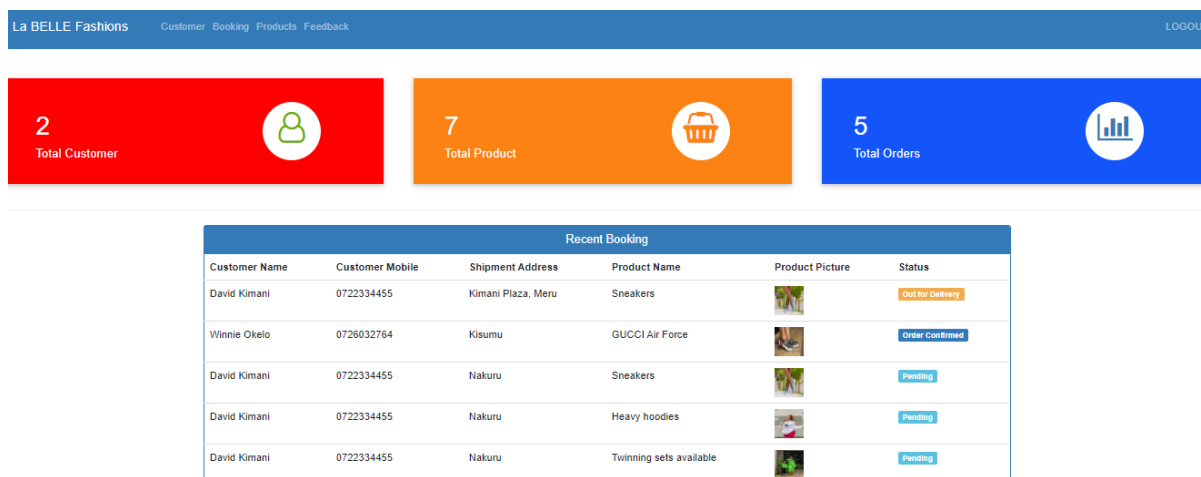 La BELLE Fashions Customer Booking Products Feedback LOGOU
2 7 5
Total Customer Total Product Total Orders
Recent Booking
Customer Name Customer Mobile Shipment Address Product Name Product Picture Status
David Kimani 0722334455 Kimani Plaza, Meru Sneakers Out for Delivery
Winnie Okelo 0726032764 Kisumu GUCCI Air Force Order Confirmed
David Kimani 0722334455 Nakuru Sneakers Pending
David Kimani 0722334455 Nakuru Heavy hoodies Pending
David Kimani 0722334455 Nakuru Twinning sets available Pending